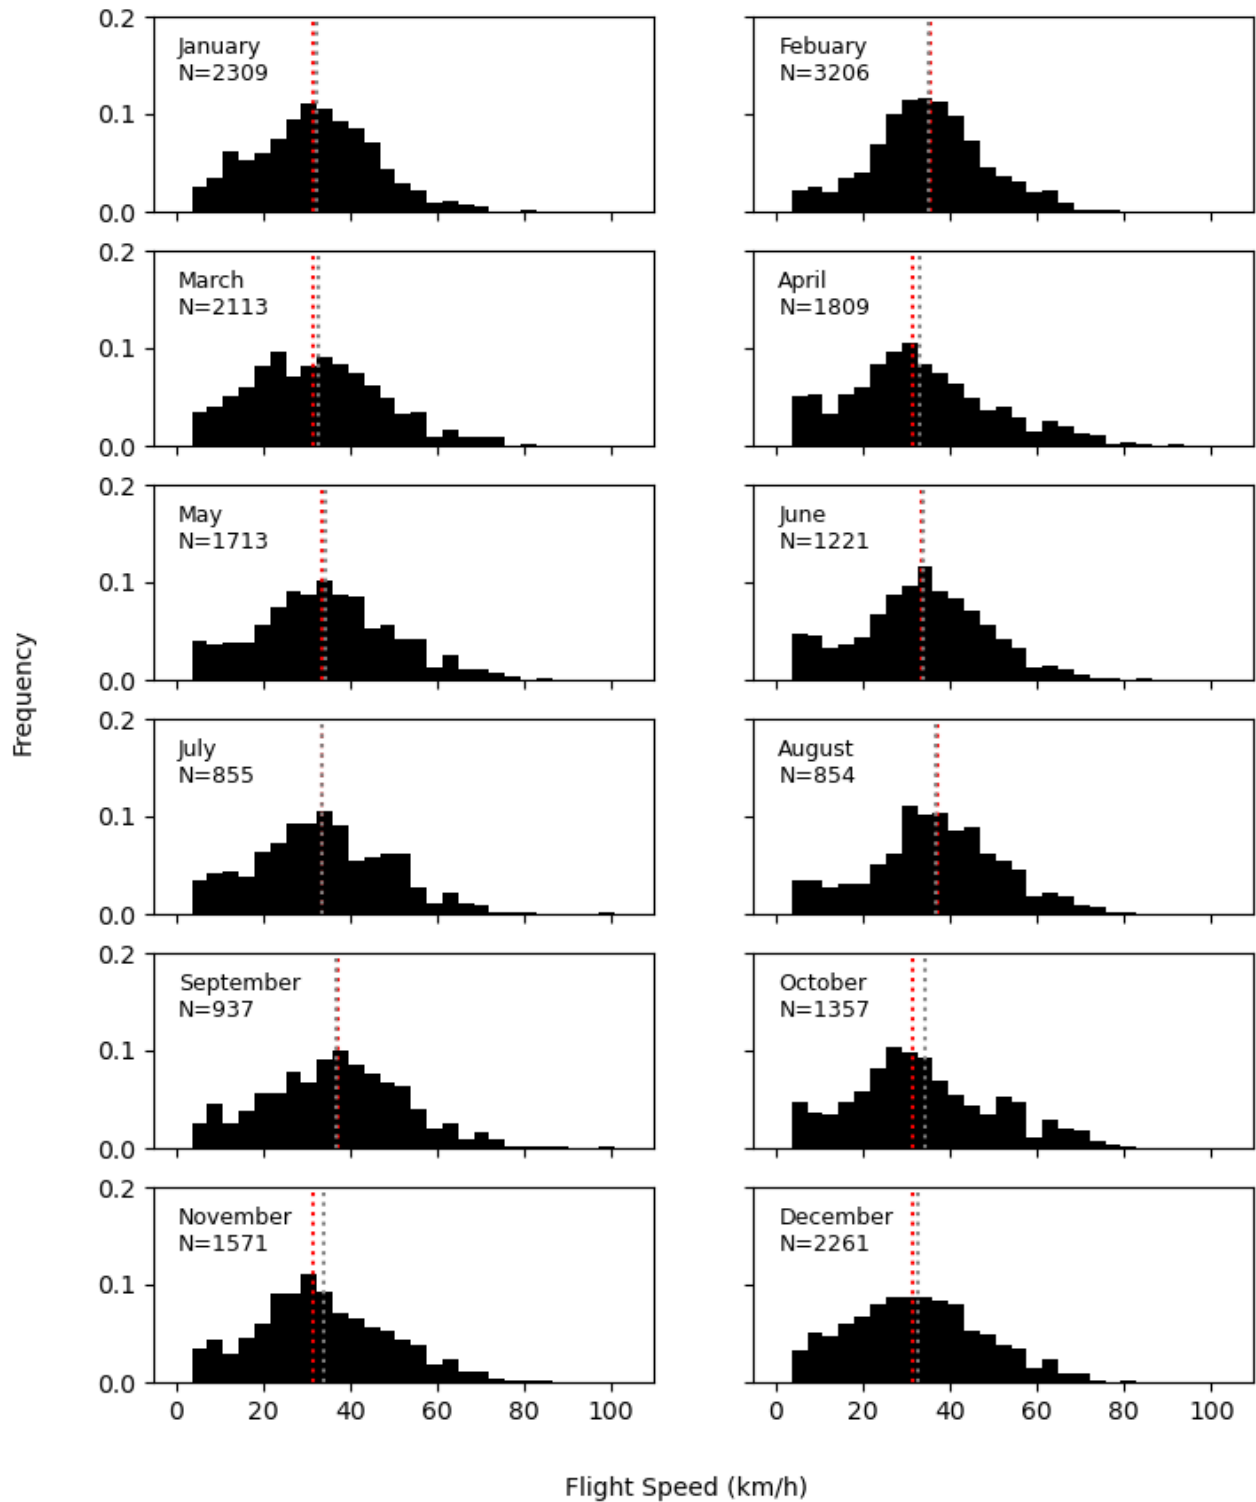 0.2
January
N=2309
0.1
0.0
Febuary
N=3206
0.2
March
N=2113
0.1
0.0
April
N=1809
0.2
May
N=1713
0.1
0.0
June
N=1221
Frequency
0.2
July
N=855
0.1
0.0
August
N=854
0.2
September
N=937
0.1
0.0
October
N=1357
0.2
November
N=1571
0.1
0.0
December
N=2261
0 20 40 60 80 100
0 20 40 60 80 100
Flight Speed (km/h)